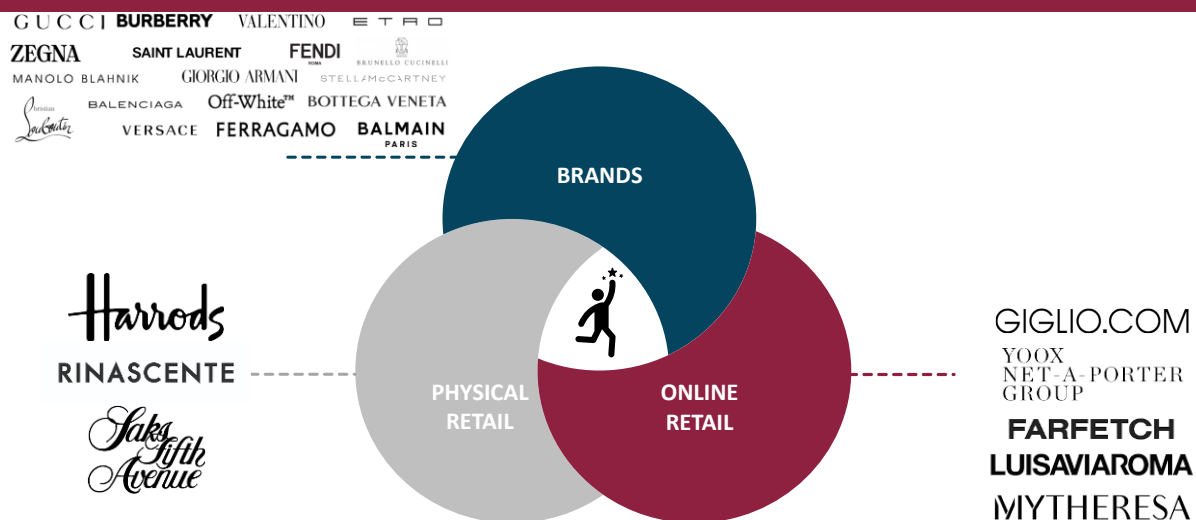 GUCCI BURBERRY VALENTINO ETRO
ZEGNA SAINT LAURENT FENDI
ROMA
BRUNELLO CUCINELLI
MANOLO BLAHNIK GIORGIO ARMANI STELLA McCARTNEY
Christian
Louboutin
BALENCIAGA Off-White™ BOTTEGA VENETA
VERSACE FERRAGAMO BALMAIN
PARIS
BRANDS
Harrods
RINASCENTE
Saks
Fifth
Avenue
PHYSICAL
RETAIL
ONLINE
RETAIL
GIGLIO.COM
YOOX
NET-A-PORTER
GROUP
FARFETCH
LUISAVIAROMA
MYTHERESA